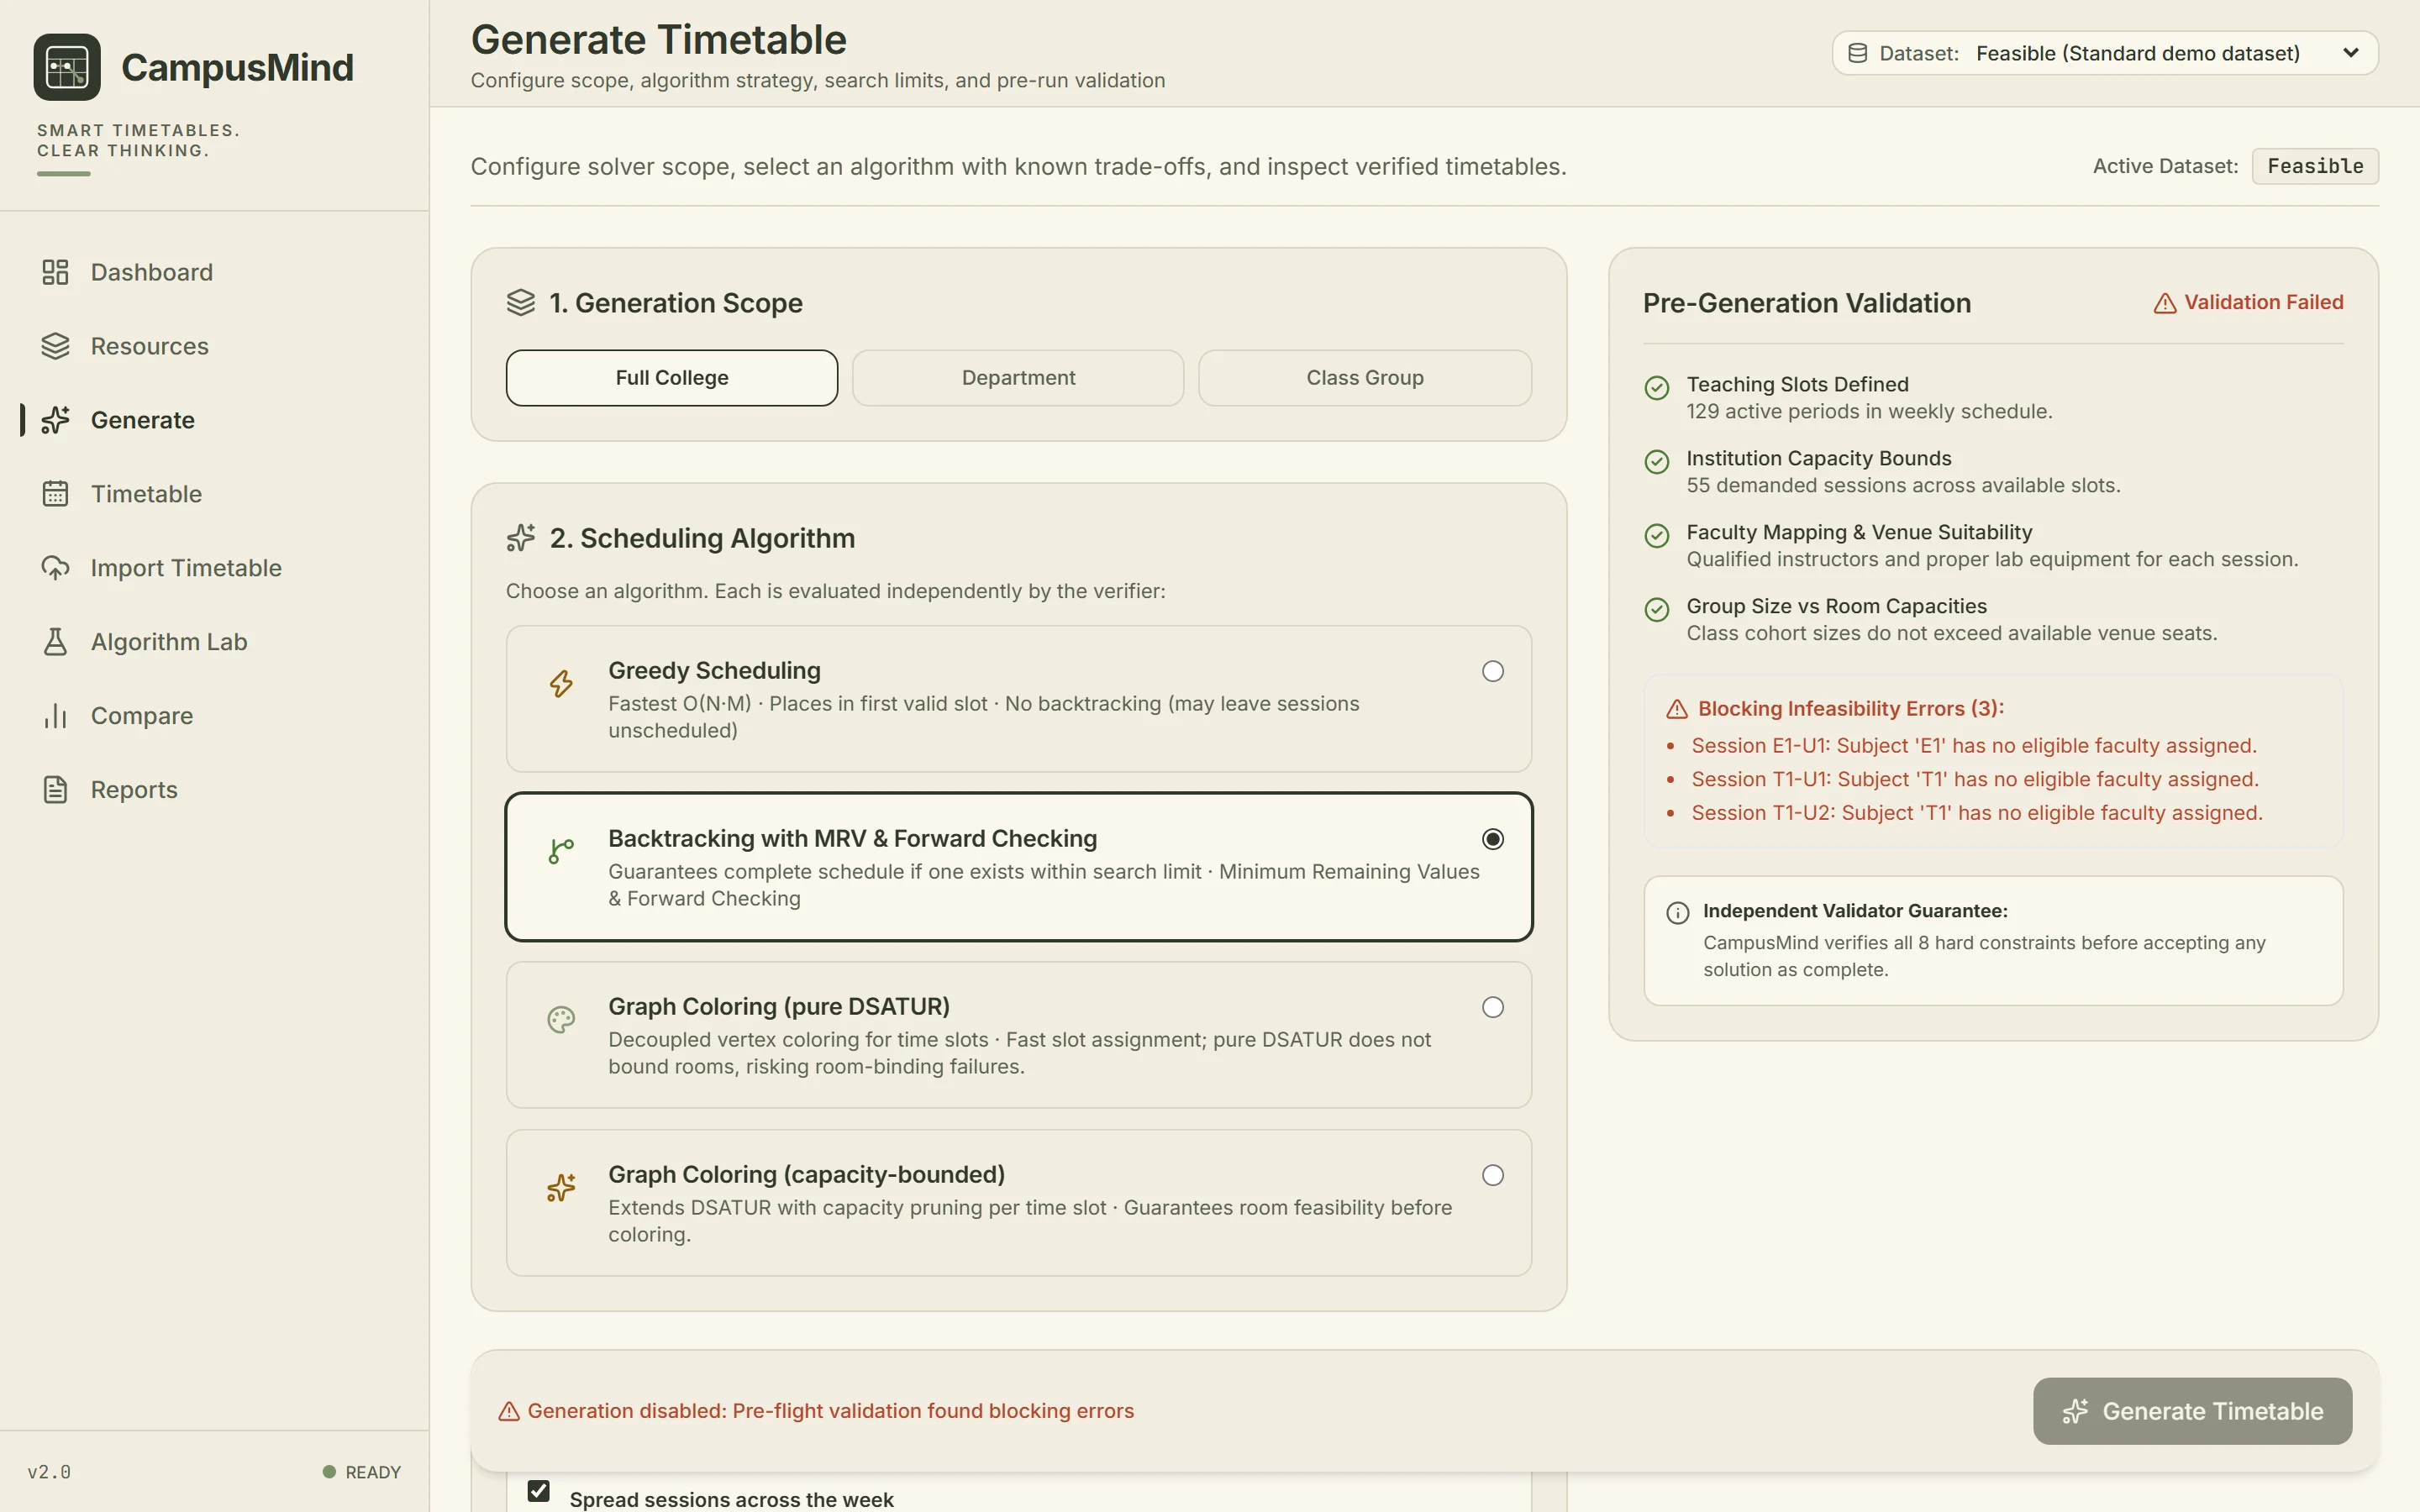 CampusMind
SMART TIMETABLES.
CLEAR THINKING.
Dashboard
Resources
Generate
Timetable
Import Timetable
Algorithm Lab
Compare
Reports
v2.0
READY
Generate Timetable
Configure scope, algorithm strategy, search limits, and pre-run validation
Dataset: Feasible (Standard demo dataset)
Configure solver scope, select an algorithm with known trade-offs, and inspect verified timetables.
Active Dataset: Feasible
1. Generation Scope
Full College
Department
Class Group
2. Scheduling Algorithm
Choose an algorithm. Each is evaluated independently by the verifier:
Greedy Scheduling
Fastest O(N·M) · Places in first valid slot · No backtracking (may leave sessions
unscheduled)
Backtracking with MRV & Forward Checking
Guarantees complete schedule if one exists within search limit · Minimum Remaining Values
& Forward Checking
Graph Coloring (pure DSATUR)
Decoupled vertex coloring for time slots · Fast slot assignment; pure DSATUR does not
bound rooms, risking room-binding failures.
Graph Coloring (capacity-bounded)
Extends DSATUR with capacity pruning per time slot · Guarantees room feasibility before
coloring.
Pre-Generation Validation
Validation Failed
Teaching Slots Defined
129 active periods in weekly schedule.
Institution Capacity Bounds
55 demanded sessions across available slots.
Faculty Mapping & Venue Suitability
Qualified instructors and proper lab equipment for each session.
Group Size vs Room Capacities
Class cohort sizes do not exceed available venue seats.
Blocking Infeasibility Errors (3):
• Session E1-U1: Subject 'E1' has no eligible faculty assigned.
• Session T1-U1: Subject 'T1' has no eligible faculty assigned.
• Session T1-U2: Subject 'T1' has no eligible faculty assigned.
Independent Validator Guarantee:
CampusMind verifies all 8 hard constraints before accepting any
solution as complete.
Generation disabled: Pre-flight validation found blocking errors
Generate Timetable
Spread sessions across the week